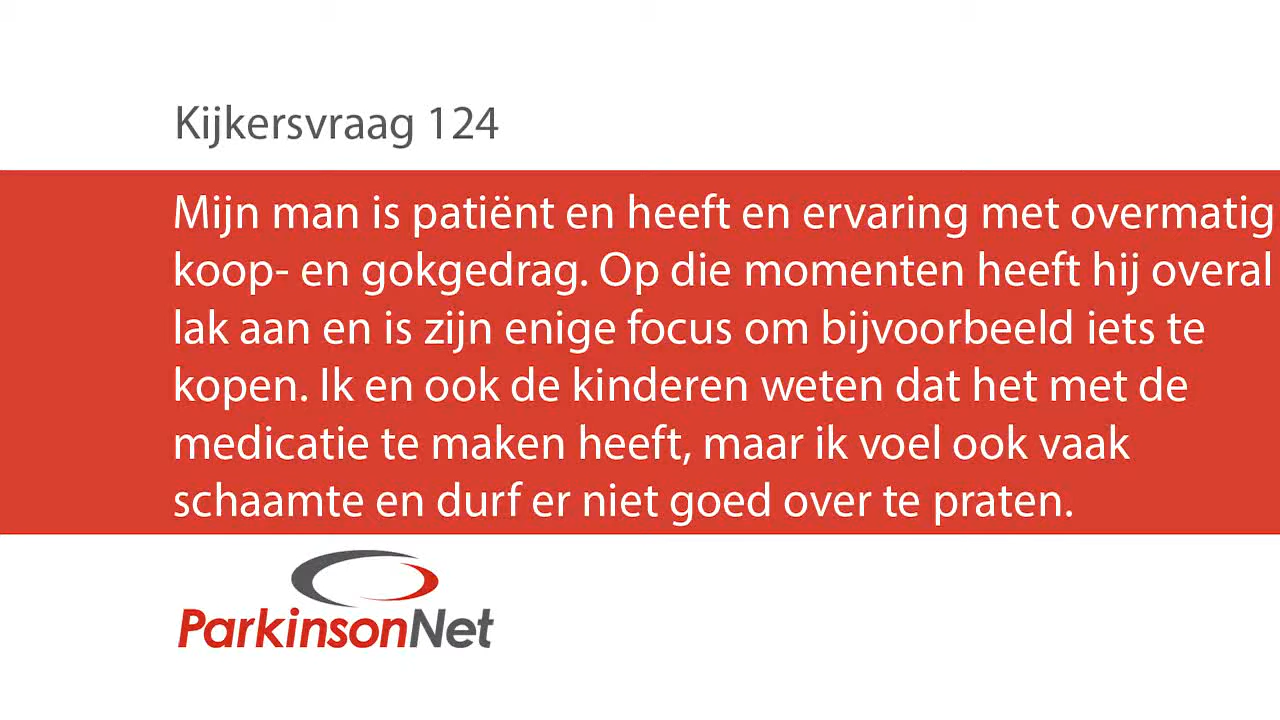 Kijkersvraag 124
Mijn man is patiënt en heeft en ervaring met overmatig
koop- en gokgedrag. Op die momenten heeft hij overal
lak aan en is zijn enige focus om bijvoorbeeld iets te
kopen. Ik en ook de kinderen weten dat het met de
medicatie te maken heeft, maar ik voel ook vaak
schaamte en durf er niet goed over te praten.
ParkinsonNet